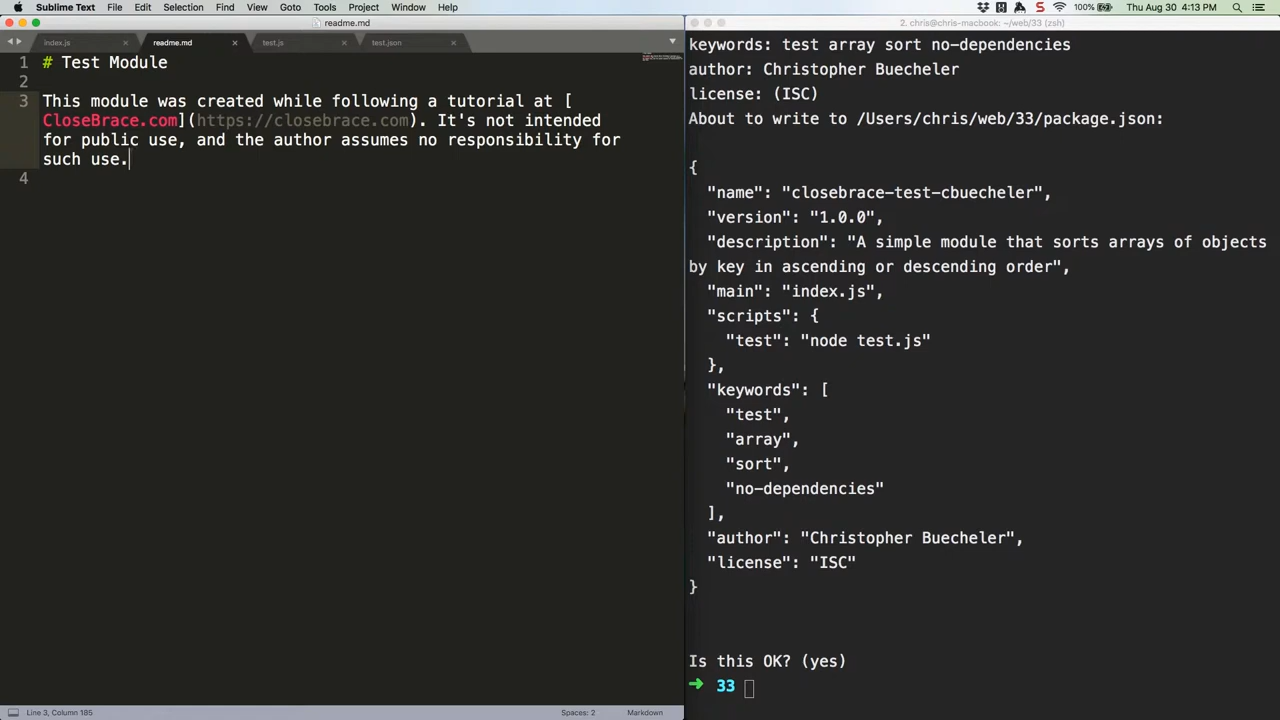 Sublime Text File Edit Selection Find View Goto Tools Project Window Help
100% Thu Aug 30 4:13 PM
readme.md
index.js × readme.md × test.js × test.json ×
1 # Test Module
2
3 This module was created while following a tutorial at [
CloseBrace.com](https://closebrace.com). It's not intended
for public use, and the author assumes no responsibility for
such use.
4
Line 3, Column 185
Spaces: 2 Markdown
2. chris@chris-macbook: ~/web/33 (zsh)
keywords: test array sort no-dependencies
author: Christopher Buecheler
license: (ISC)
About to write to /Users/chris/web/33/package.json:
{
"name": "closebrace-test-cbuecheler",
"version": "1.0.0",
"description": "A simple module that sorts arrays of objects
by key in ascending or descending order",
"main": "index.js",
"scripts": {
"test": "node test.js"
},
"keywords": [
"test",
"array",
"sort",
"no-dependencies"
],
"author": "Christopher Buecheler",
"license": "ISC"
}
Is this OK? (yes)
➜ 33